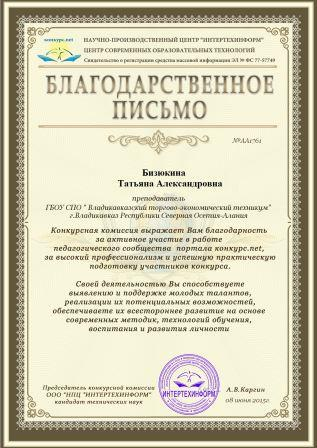 konkurс.net
НАУЧНО-ПРОИЗВОДСТВЕННЫЙ ЦЕНТР "ИНТЕРТЕХИНФОРМ"
ЦЕНТР СОВРЕМЕННЫХ ОБРАЗОВАТЕЛЬНЫХ ТЕХНОЛОГИЙ
Свидетельство о регистрации средства массовой информации ЭЛ № ФС 77-57749
БЛАГОДАРСТВЕННОЕ
ПИСЬМО
№АА1761
Бизюкина
Татьяна Александровна
преподаватель
ГБОУ СПО " Владикавказский торгово-экономический техникум"
г.Владикавказ Республики Северная Осетия-Алания
Конкурсная комиссия выражает Вам благодарность
за активное участие в работе
педагогического сообщества портала konкурс.net,
за высокий профессионализм и успешную практическую
подготовку участников конкурса.
Своей деятельностью Вы способствуете
выявлению и поддержке молодых талантов,
реализации их потенциальных возможностей,
обеспечиваете их всестороннее развитие на основе
современных методик, технологий обучения,
воспитания и развития личности
Председатель конкурсной комиссии
ООО "НПЦ "ИНТЕРТЕХИНФОРМ"
кандидат технических наук
ИНТЕРТЕХИНФОРМ
А.В.Каргин
08 июня 2015г.